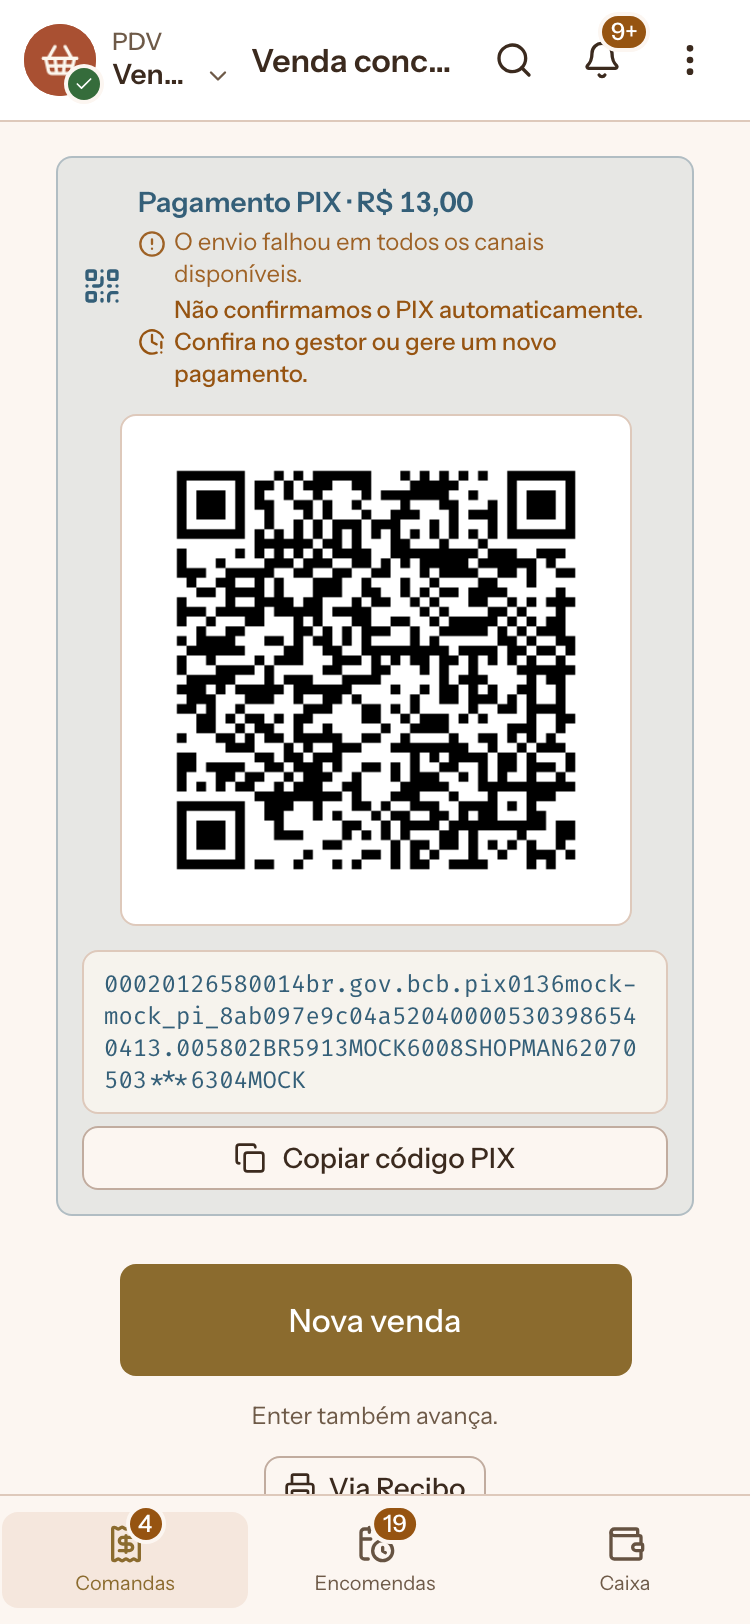 PDV
Ven...
Venda conc...
9+
Pagamento PIX · R$ 13,00
O envio falhou em todos os canais
disponíveis.
Não confirmamos o PIX automaticamente.
Confira no gestor ou gere um novo
pagamento.
00020126580014br.gov.bcb.pix0136mock-
mock_pi_8ab097e9c04a52040000530398654
0413.005802BR5913MOCK6008SHOPMAN62070
503***6304MOCK
Copiar código PIX
Nova venda
Enter também avança.
Via Recibo
4
Comandas
19
Encomendas
Caixa